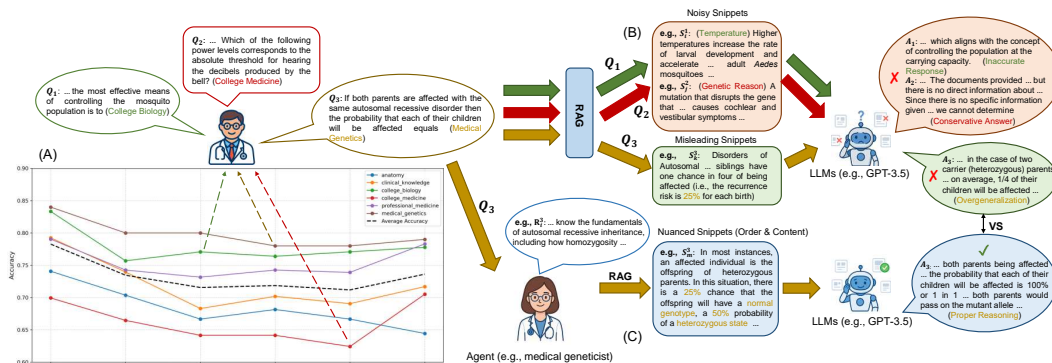 Q₂: ... Which of the following
power levels corresponds to the
absolute threshold for hearing
the decibels produced by the
bell? (College Medicine)
Q₁: ... the most effective means
of controlling the mosquito
population is to (College Biology)
Q₃: If both parents are affected with the
same autosomal recessive disorder then
the probability that each of their children
will be affected equals (Medical
Genetics)
(A)
0.90
0.85
0.80
0.75
0.70
0.65
0.60
Accuracy
anatomy
clinical_knowledge
college_biology
college_medicine
professional_medicine
medical_genetics
Average Accuracy
RAG
Q₁
Q₂
Q₃
Q₃
(B)
Noisy Snippets
e.g., S₁¹: (Temperature) Higher
temperatures increase the rate
of larval development and
accelerate ... adult Aedes
mosquitoes ...
e.g., S₁²: (Genetic Reason) A
mutation that disrupts the gene
that ... causes cochlear and
vestibular symptoms ...
Misleading Snippets
Disorders of
Autosomal ... siblings have
one chance in four of being
affected (i.e., the recurrence
risk is 25% for each birth)
LLMs (e.g., GPT-3.5)
A₁: ... which aligns with the concept
of controlling the population at the
carrying capacity. (Inaccurate
Response)
A₂: The documents provided ... but
there is no direct information about ...
Since there is no specific information
given ... we cannot determine
(Conservative Answer)
A₃: ... in the case of two
carrier (heterozygous) parents
... on average, 1/4 of their
children will be affected ...
(Overgeneralization)
VS
Agent (e.g., medical geneticist)
know the fundamentals
of autosomal recessive inheritance,
including how homozygosity ...
RAG
(C)
Nuanced Snippets (Order & Content)
In most instances,
an affected individual is the
offspring of heterozygous
parents. In this situation, there
is a 25% chance that the
offspring will have a normal
genotype, a 50% probability
of a heterozygous state ...
LLMs (e.g., GPT-3.5)
A₃: ... both parents being affected
... the probability that each of their
children will be affected is 100%
or 1 in 1 ... both parents would
pass on the mutant allele ...
(Proper Reasoning)